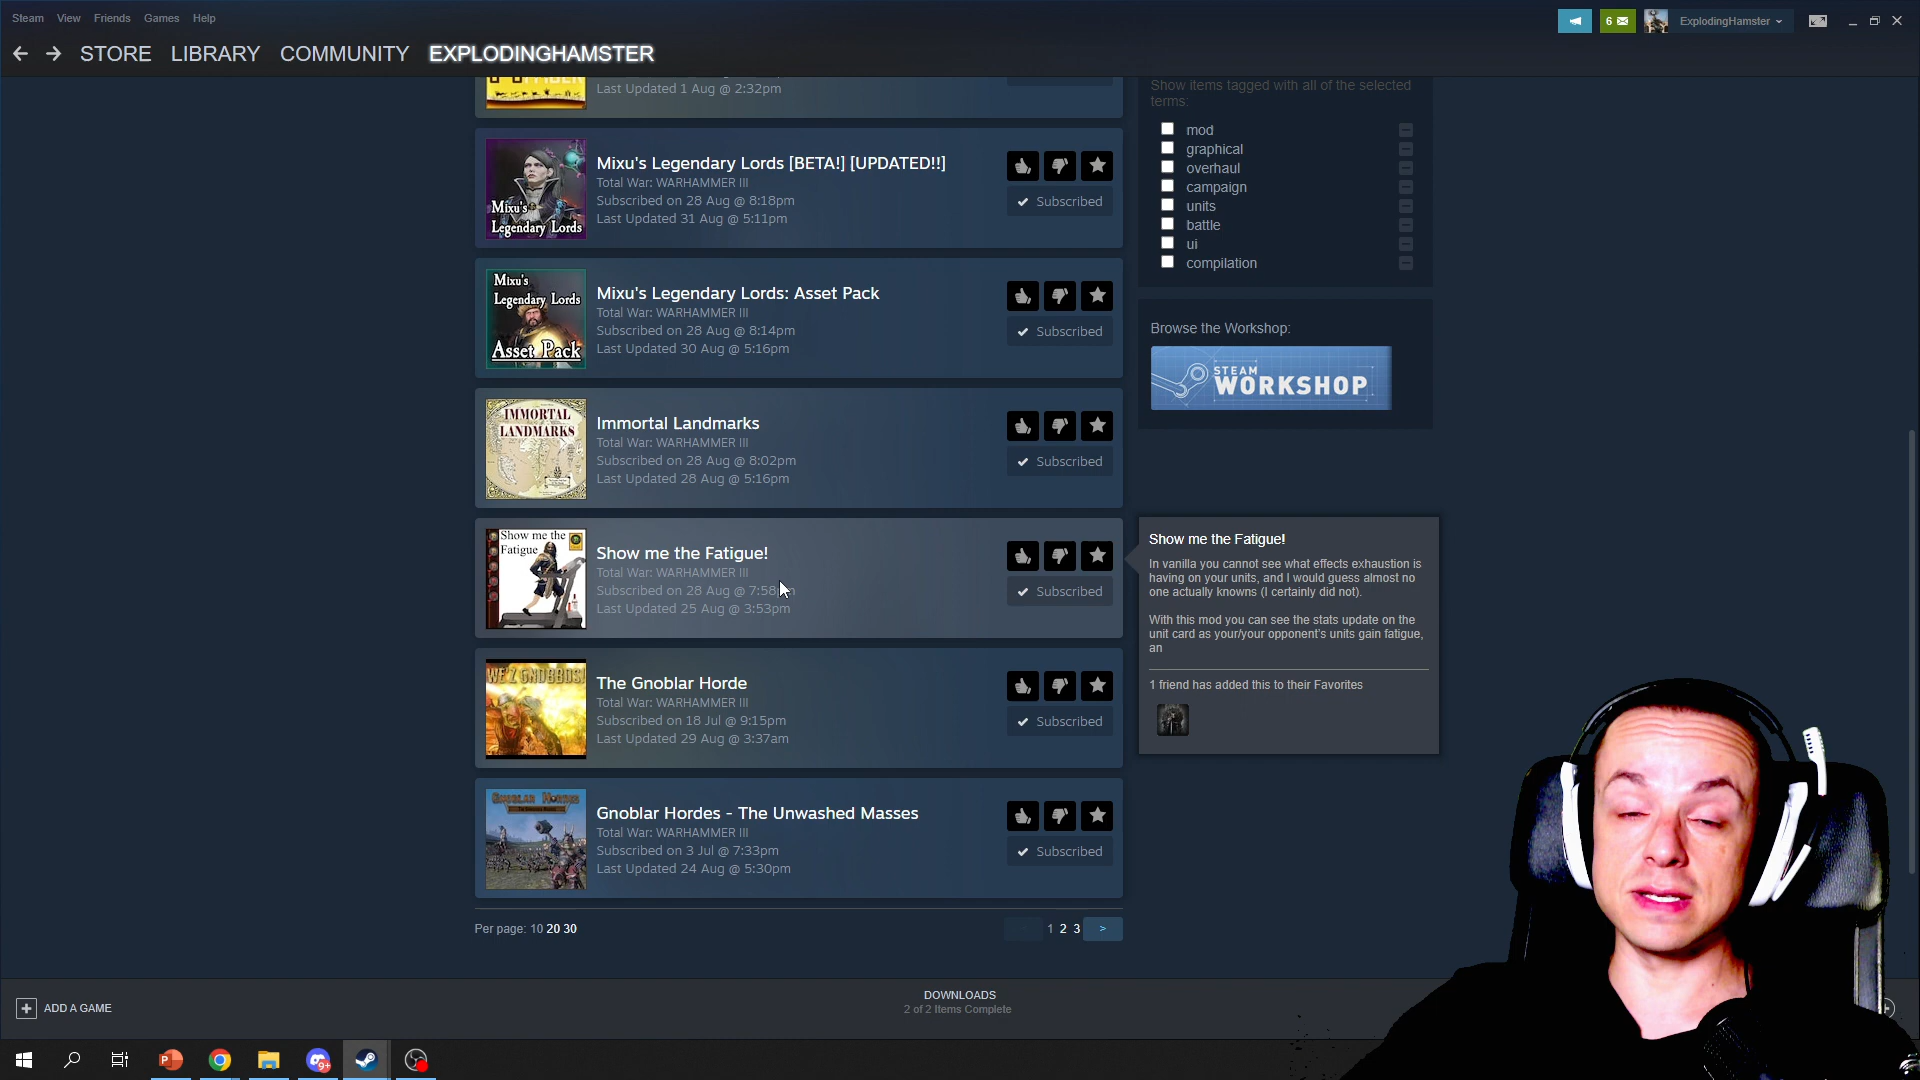 Steam View Friends Games Help
6
ExplodingHamster
STORE LIBRARY COMMUNITY EXPLODINGHAMSTER
Last Updated 1 Aug @ 2:32pm
Mixu's
Legendary Lords
Mixu's Legendary Lords [BETA!] [UPDATED!!]
Total War: WARHAMMER III
Subscribed on 28 Aug @ 8:18pm
Last Updated 31 Aug @ 5:11pm
Subscribed
Mixu's
Legendary Lords
Asset Pack
Mixu's Legendary Lords: Asset Pack
Total War: WARHAMMER III
Subscribed on 28 Aug @ 8:14pm
Last Updated 30 Aug @ 5:16pm
Subscribed
IMMORTAL
LANDMARKS
Immortal Landmarks
Total War: WARHAMMER III
Subscribed on 28 Aug @ 8:02pm
Last Updated 28 Aug @ 5:16pm
Subscribed
Show me the
Fatigue
Show me the Fatigue!
Total War: WARHAMMER III
Subscribed on 28 Aug @ 7:58pm
Last Updated 25 Aug @ 3:53pm
Subscribed
WE'Z GNOBBOS!
The Gnoblar Horde
Total War: WARHAMMER III
Subscribed on 18 Jul @ 9:15pm
Last Updated 29 Aug @ 3:37am
Subscribed
GNOBLAR HORDES
Gnoblar Hordes - The Unwashed Masses
Total War: WARHAMMER III
Subscribed on 3 Jul @ 7:33pm
Last Updated 24 Aug @ 5:30pm
Subscribed
Per page: 10 20 30
1 2 3 >
Show items tagged with all of the selected
terms:
mod
graphical
overhaul
campaign
units
battle
ui
compilation
Browse the Workshop:
STEAM
WORKSHOP
Show me the Fatigue!
In vanilla you cannot see what effects exhaustion is
having on your units, and I would guess almost no
one actually knowns (I certainly did not).
With this mod you can see the stats update on the
unit card as your/your opponent's units gain fatigue,
an
1 friend has added this to their Favorites
ADD A GAME
DOWNLOADS
2 of 2 Items Complete
9+